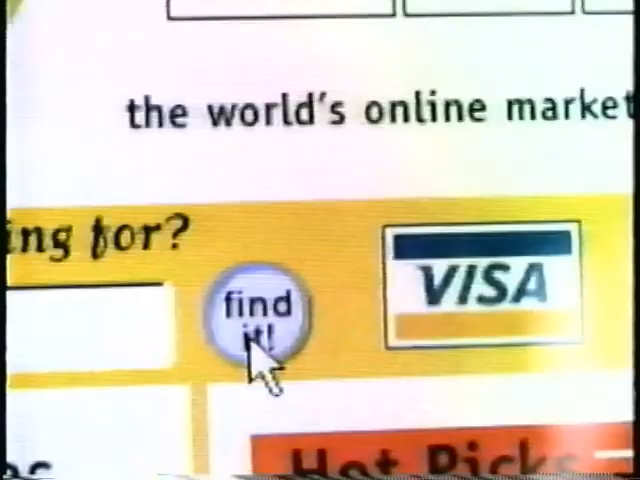 the world's online market
ing for?
VISA
find
it!
Hot Picks